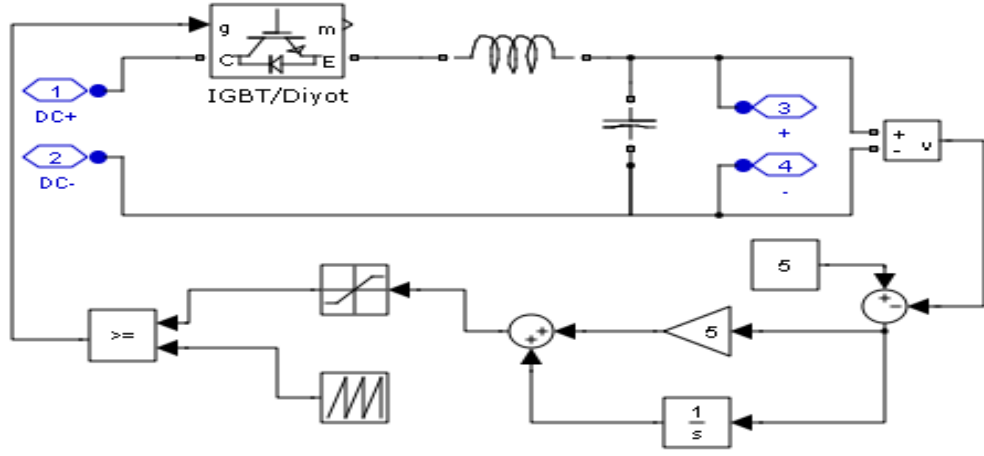 g m
C E
IGBT/Diyot
1
DC+
2
DC-
3
+
4
-
+
-
v
5
+
-
5
+
+
>=
1
s